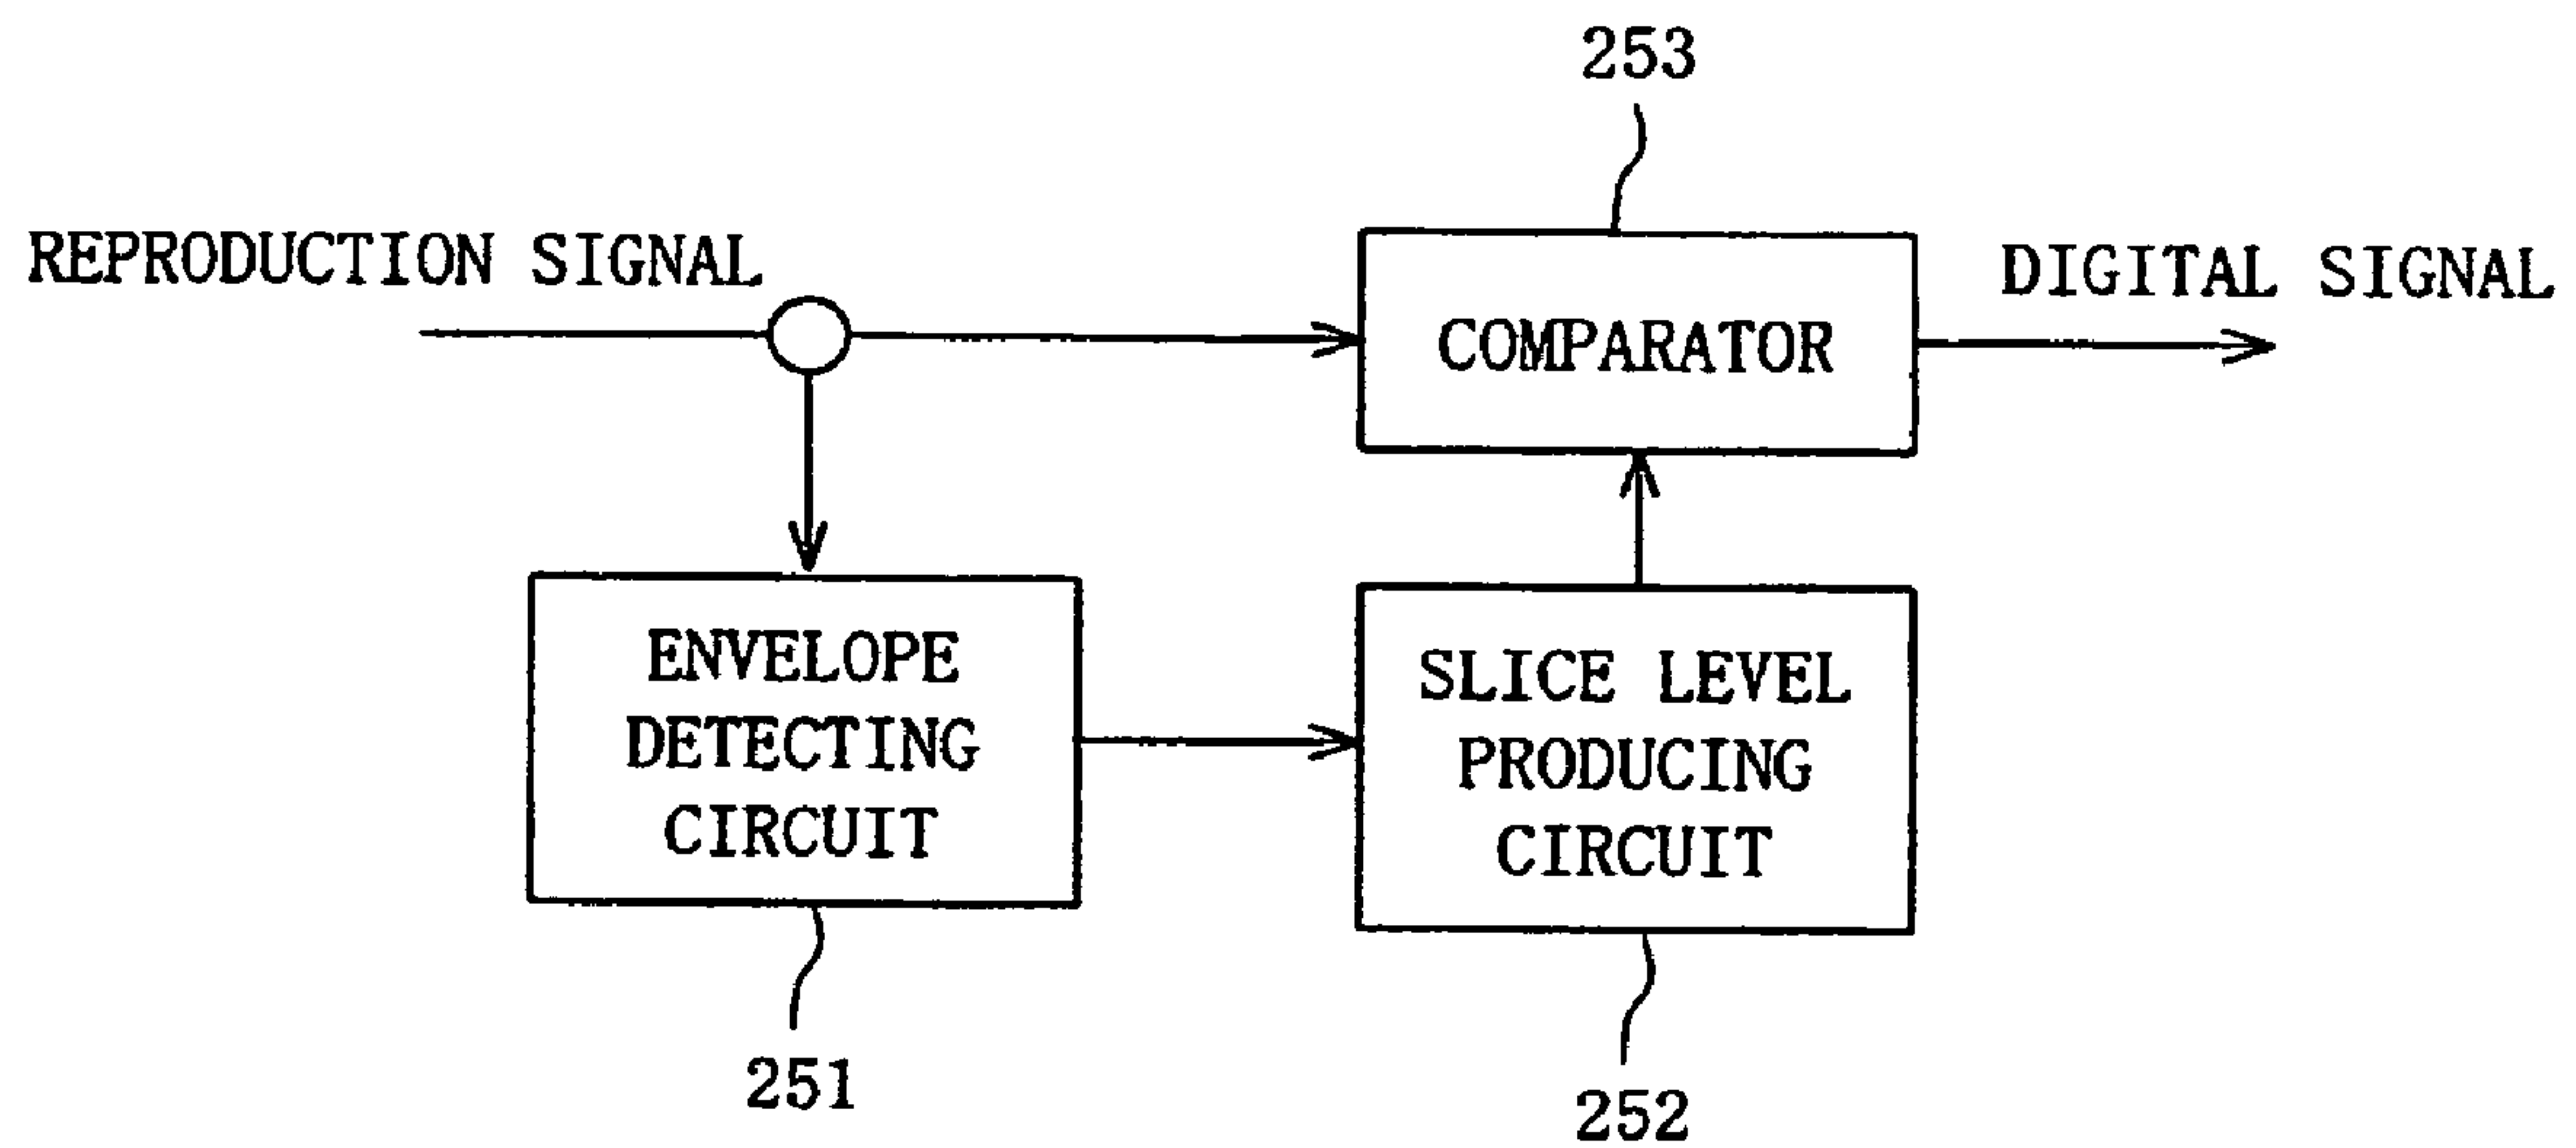 253
REPRODUCTION SIGNAL
DIGITAL SIGNAL
COMPARATOR
ENVELOPE
DETECTING
CIRCUIT
SLICE LEVEL
PRODUCING
CIRCUIT
251
252